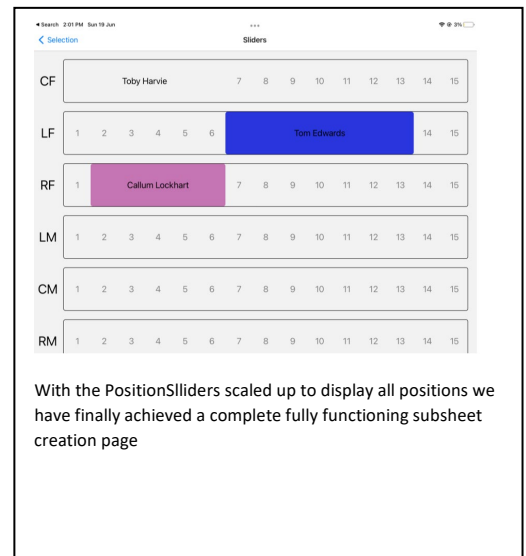 ◂ Search 2:01 PM Sun 19 Jun 3%
Selection Sliders
CF Toby Harvie 7 8 9 10 11 12 13 14 15
LF 1 2 3 4 5 6 Tom Edwards 14 15
RF 1 Callum Lockhart 7 8 9 10 11 12 13 14 15
LM 1 2 3 4 5 6 7 8 9 10 11 12 13 14 15
CM 1 2 3 4 5 6 7 8 9 10 11 12 13 14 15
RM 1 2 3 4 5 6 7 8 9 10 11 12 13 14 15
With the PositionSlliders scaled up to display all positions we
have finally achieved a complete fully functioning subsheet
creation page